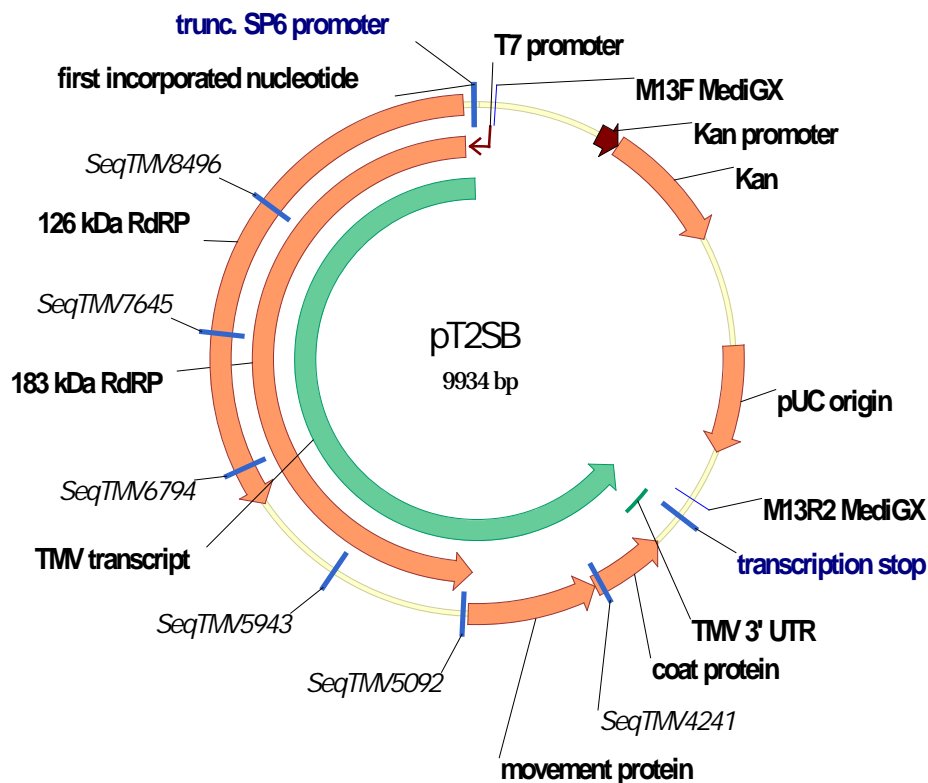 trunc. SP6 promoter
T7 promoter
first incorporated nucleotide
M13F MediGX
Kan promoter
SeqTMV8496
Kan
126 kDa RdRP
SeqTMV7645
pT2SB
183 kDa RdRP
9934 bp
pUC origin
SeqTMV6794
M13R2 MediGX
TMV transcript
transcription stop
SeqTMV5943
TMV 3' UTR
coat protein
SeqTMV5092
SeqTMV4241
movement protein